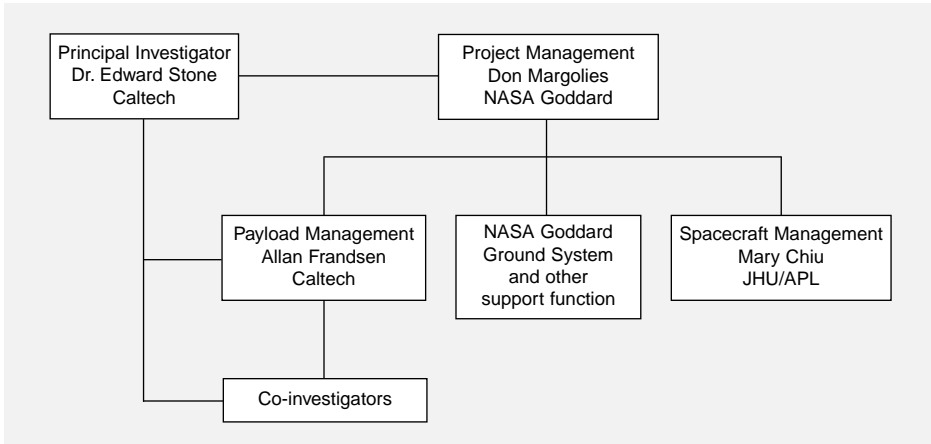 Principal Investigator
Dr. Edward Stone
Caltech
Project Management
Don Margolies
NASA Goddard
Payload Management
Allan Frandsen
Caltech
NASA Goddard
Ground System
and other
support function
Spacecraft Management
Mary Chiu
JHU/APL
Co-investigators